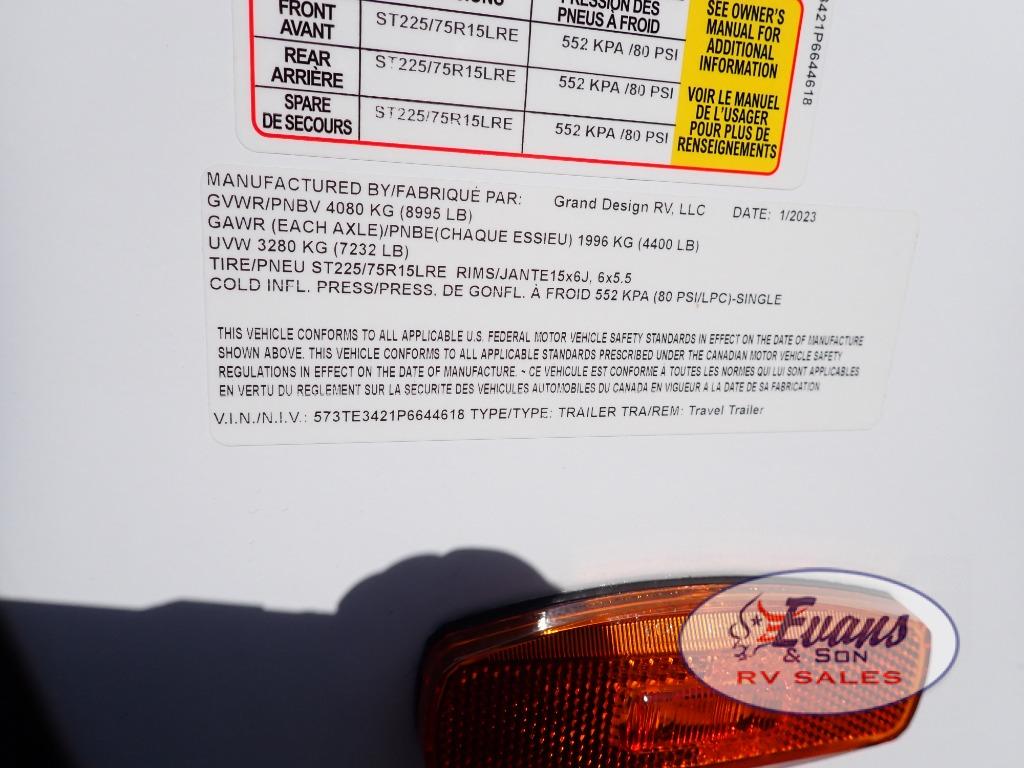 PRESSION DES
FRONT
AVANT
ST225/75R15LRE
PNEUS À FROID
552 KPA /80 PSI
REAR
ARRIÈRE
ST225/75R15LRE
552 KPA /80 PSI
SPARE
DE SECOURS
ST225/75R15LRE
552 KPA /80 PSI
SEE OWNER'S
MANUAL FOR
ADDITIONAL
INFORMATION
VOIR LE MANUEL
DE L'USAGER
POUR PLUS DE
RENSEIGNEMENTS
421P6644618
MANUFACTURED BY/FABRIQUÉ PAR: Grand Design RV, LLC DATE: 1/2023
GVWR/PNBV 4080 KG (8995 LB)
GAWR (EACH AXLE)/PNBE(CHAQUE ESSIEU) 1996 KG (4400 LB)
UVW 3280 KG (7232 LB)
TIRE/PNEU ST225/75R15LRE RIMS/JANTE15x6J, 6x5.5
COLD INFL. PRESS/PRESS. DE GONFL. À FROID 552 KPA (80 PSI/LPC)-SINGLE
THIS VEHICLE CONFORMS TO ALL APPLICABLE U.S. FEDERAL MOTOR VEHICLE SAFETY STANDARDS IN EFFECT ON THE DATE OF MANUFACTURE
SHOWN ABOVE. THIS VEHICLE CONFORMS TO ALL APPLICABLE STANDARDS PRESCRIBED UNDER THE CANADIAN MOTOR VEHICLE SAFETY
REGULATIONS IN EFFECT ON THE DATE OF MANUFACTURE. ~ CE VEHICULE EST CONFORME A TOUTES LES NORMES QUI LUI SONT APPLICABLES
EN VERTU DU REGLEMENT SUR LA SECURITE DES VEHICULES AUTOMOBILES DU CANADA EN VIGUEUR A LA DATE DE SA FABRICATION
V.I.N./N.I.V.: 573TE3421P6644618 TYPE/TYPE: TRAILER TRA/REM: Travel Trailer
Evans
& SON
RV SALES